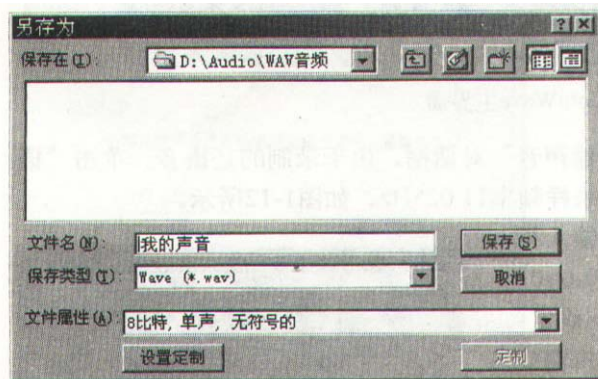 另存为
保存在(I): D:\Audio\WAV音频
文件名(N): 我的声音 保存(S)
保存类型(T): Wave (*.wav) 取消
文件属性(A): 8比特, 单声, 无符号的
设置定制 定制